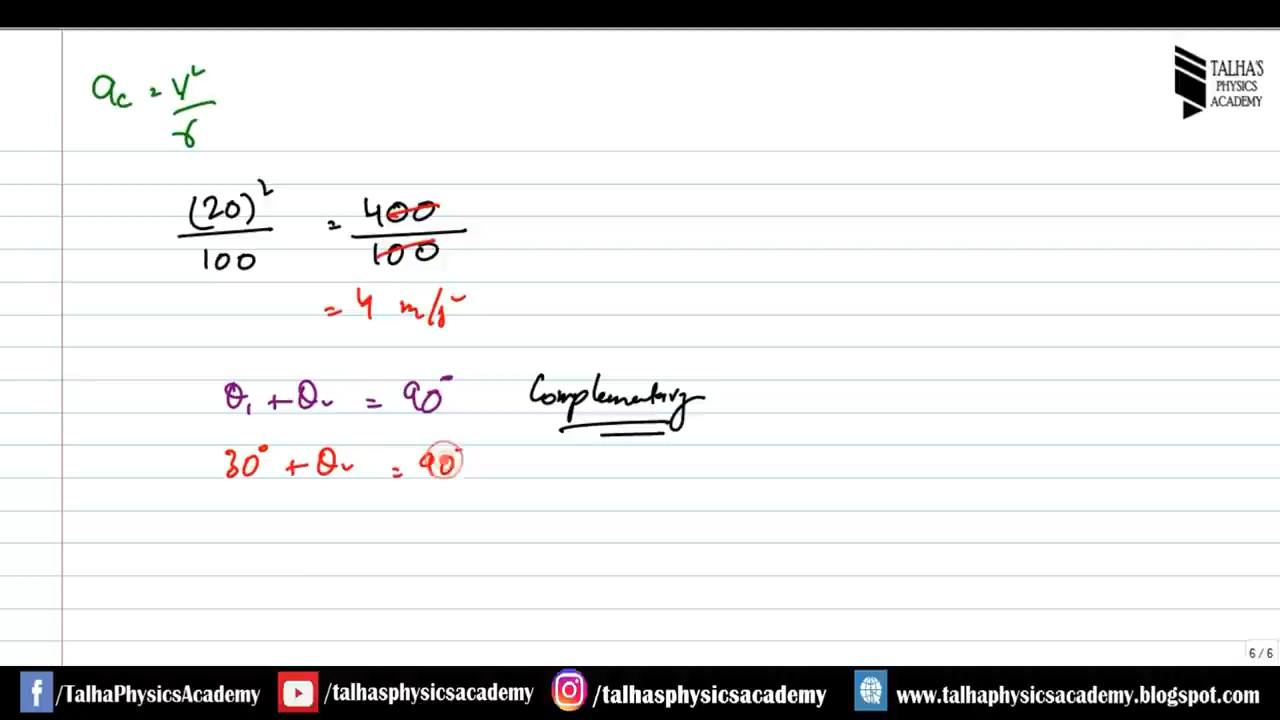 TALHA'S
PHYSICS
ACADEMY
a_c = v²/r
(20)²/100 = 400/100
= 4 m/s²
θ₁ + θ₂ = 90° Complementary
30° + θ₂ = 90°
6 / 6
/TalhaPhysicsAcademy /talhasphysicsacademy /talhasphysicsacademy www.talhaphysicsacademy.blogspot.com